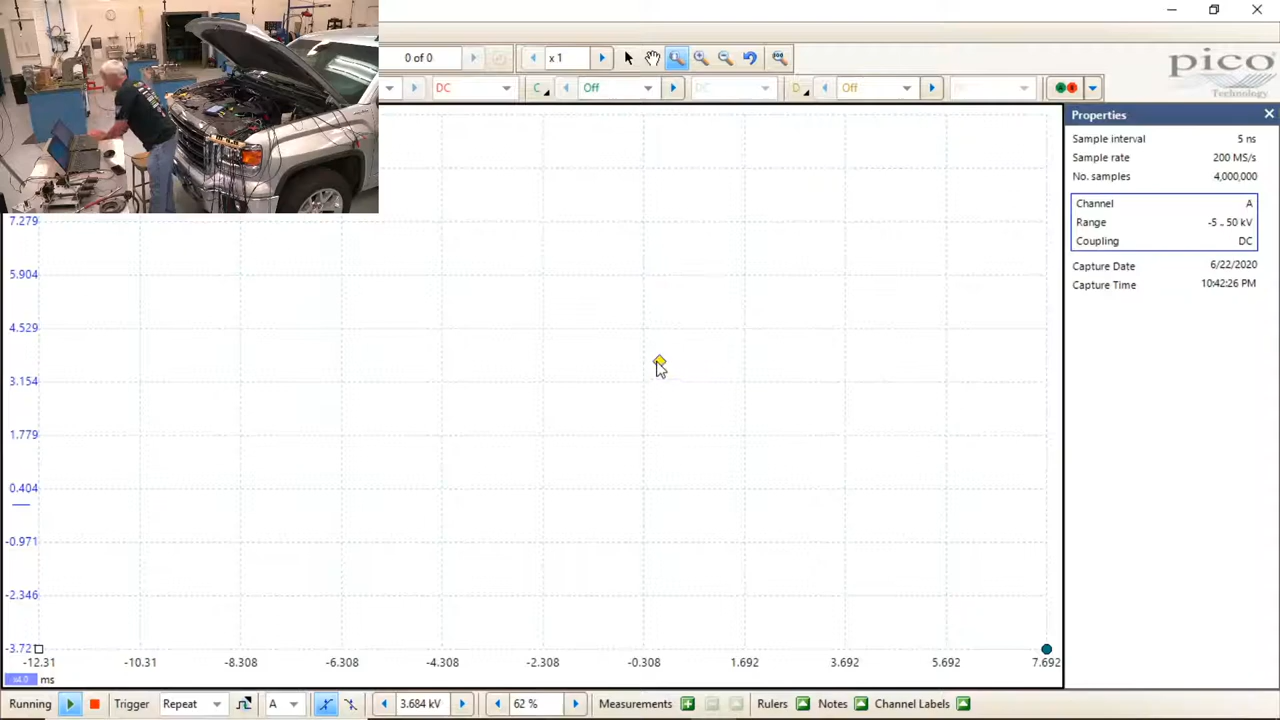 0 of 0
x 1
pico
Technology
DC
C
Off
DC
D
Off
Properties
Sample interval 5 ns
Sample rate 200 MS/s
No. samples 4,000,000
Channel A
Range -5 .. 50 kV
Coupling DC
Capture Date 6/22/2020
Capture Time 10:42:26 PM
7.279
5.904
4.529
3.154
1.779
0.404
-0.971
-2.346
-3.721
-12.31 -10.31 -8.308 -6.308 -4.308 -2.308 -0.308 1.692 3.692 5.692 7.692
x4.0 ms
Running Trigger Repeat A 3.684 kV 62 % Measurements Rulers Notes Channel Labels